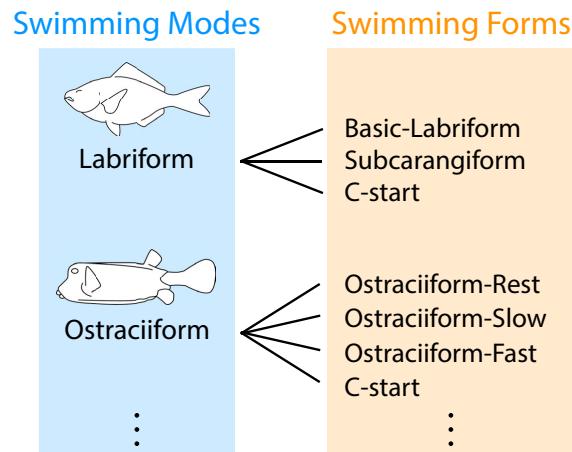 Swimming Modes
Swimming Forms
Labriform
Basic-Labriform
Subcarangiform
C-start
Ostraciiform
Ostraciiform-Rest
Ostraciiform-Slow
Ostraciiform-Fast
C-start
⋮
⋮